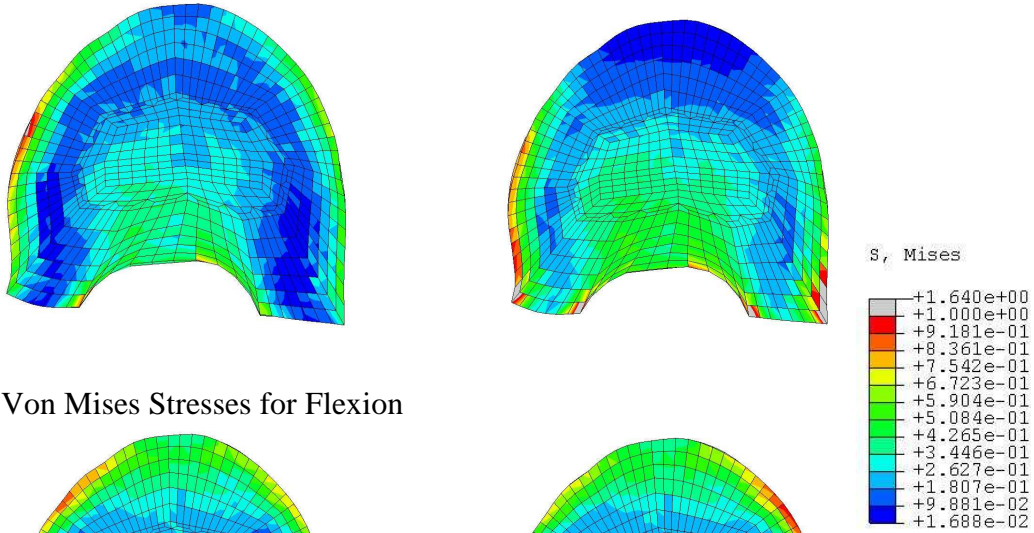 S, Mises
+1.640e+00
+1.000e+00
+9.181e-01
+8.361e-01
+7.542e-01
+6.723e-01
+5.904e-01
+5.084e-01
+4.265e-01
+3.446e-01
+2.627e-01
+1.807e-01
+9.881e-02
+1.688e-02
Von Mises Stresses for Flexion